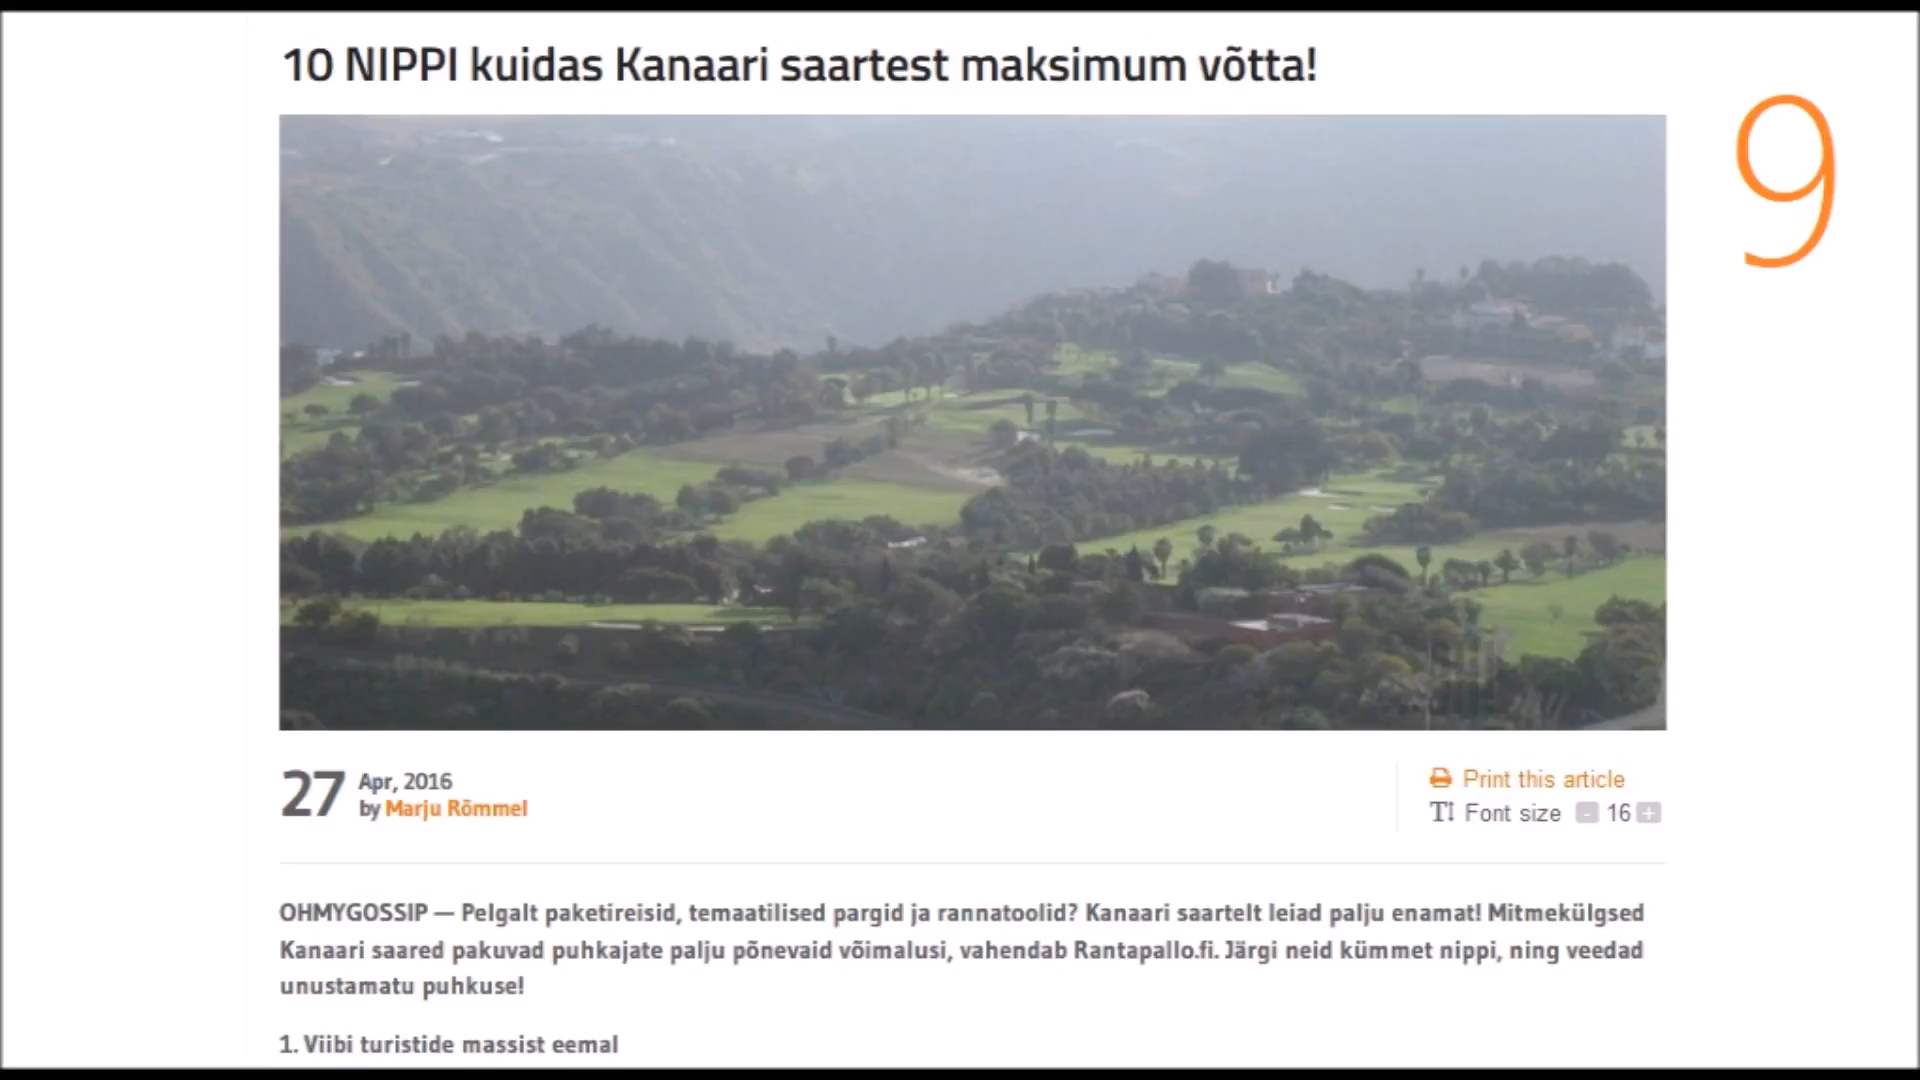 10 NIPPI kuidas Kanaari saartest maksimum võtta!
9
27 Apr, 2016
by Marju Rõmmel
Print this article
Font size - 16 +
OHMYGOSSIP — Pelgalt paketireisid, temaatilised pargid ja rannatoolid? Kanaari saartelt leiad palju enamat! Mitmekülgsed
Kanaari saared pakuvad puhkajate palju põnevaid võimalusi, vahendab Rantapallo.fi. Järgi neid kümmet nippi, ning veedad
unustamatu puhkuse!
1. Viibi turistide massist eemal